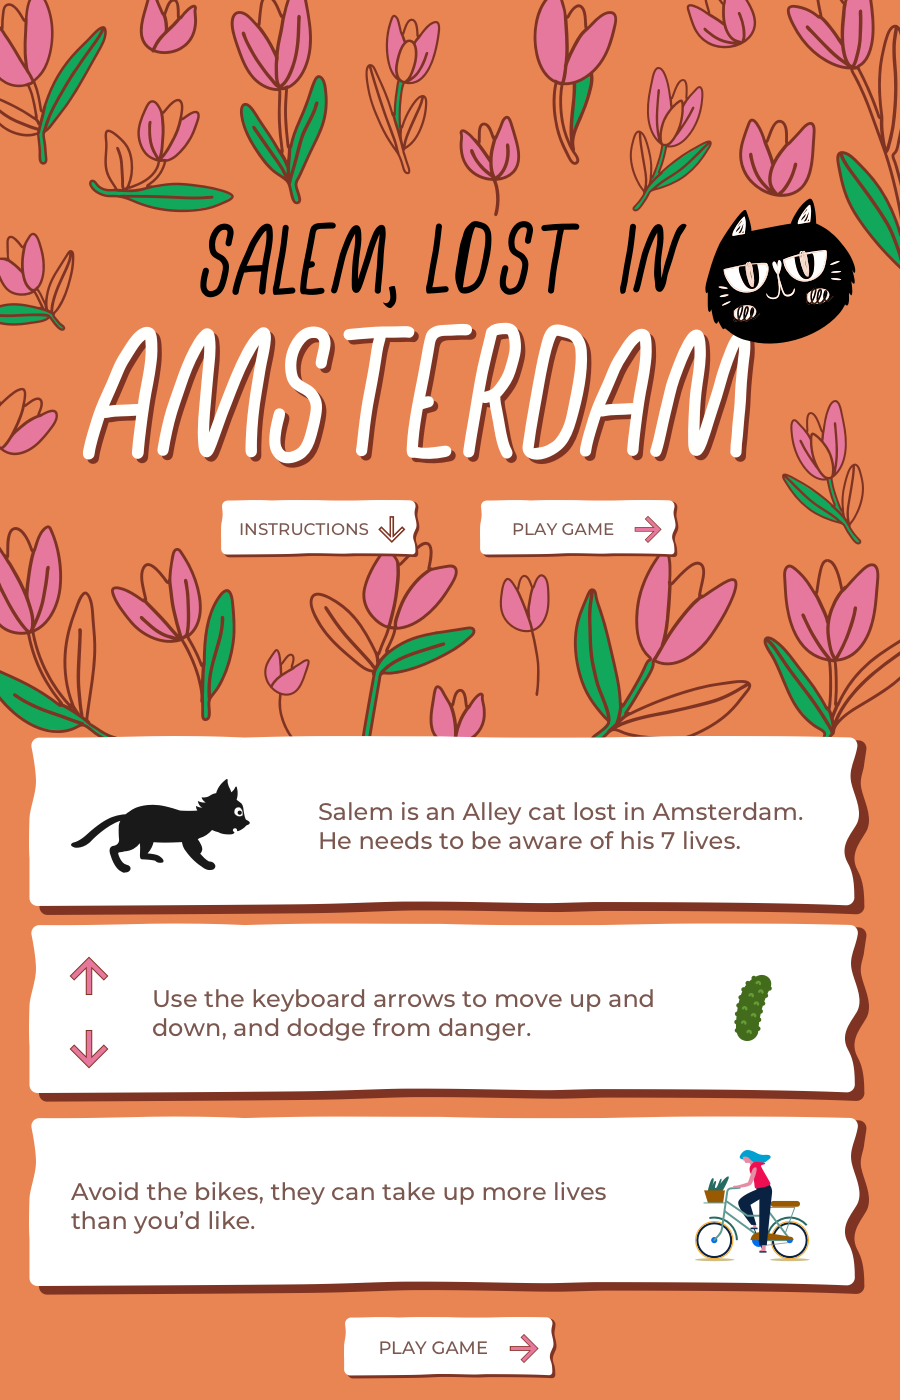 SALEM, LOST IN
AMSTERDAM
INSTRUCTIONS
PLAY GAME
Salem is an Alley cat lost in Amsterdam.
He needs to be aware of his 7 lives.
Use the keyboard arrows to move up and
down, and dodge from danger.
Avoid the bikes, they can take up more lives
than you’d like.
PLAY GAME